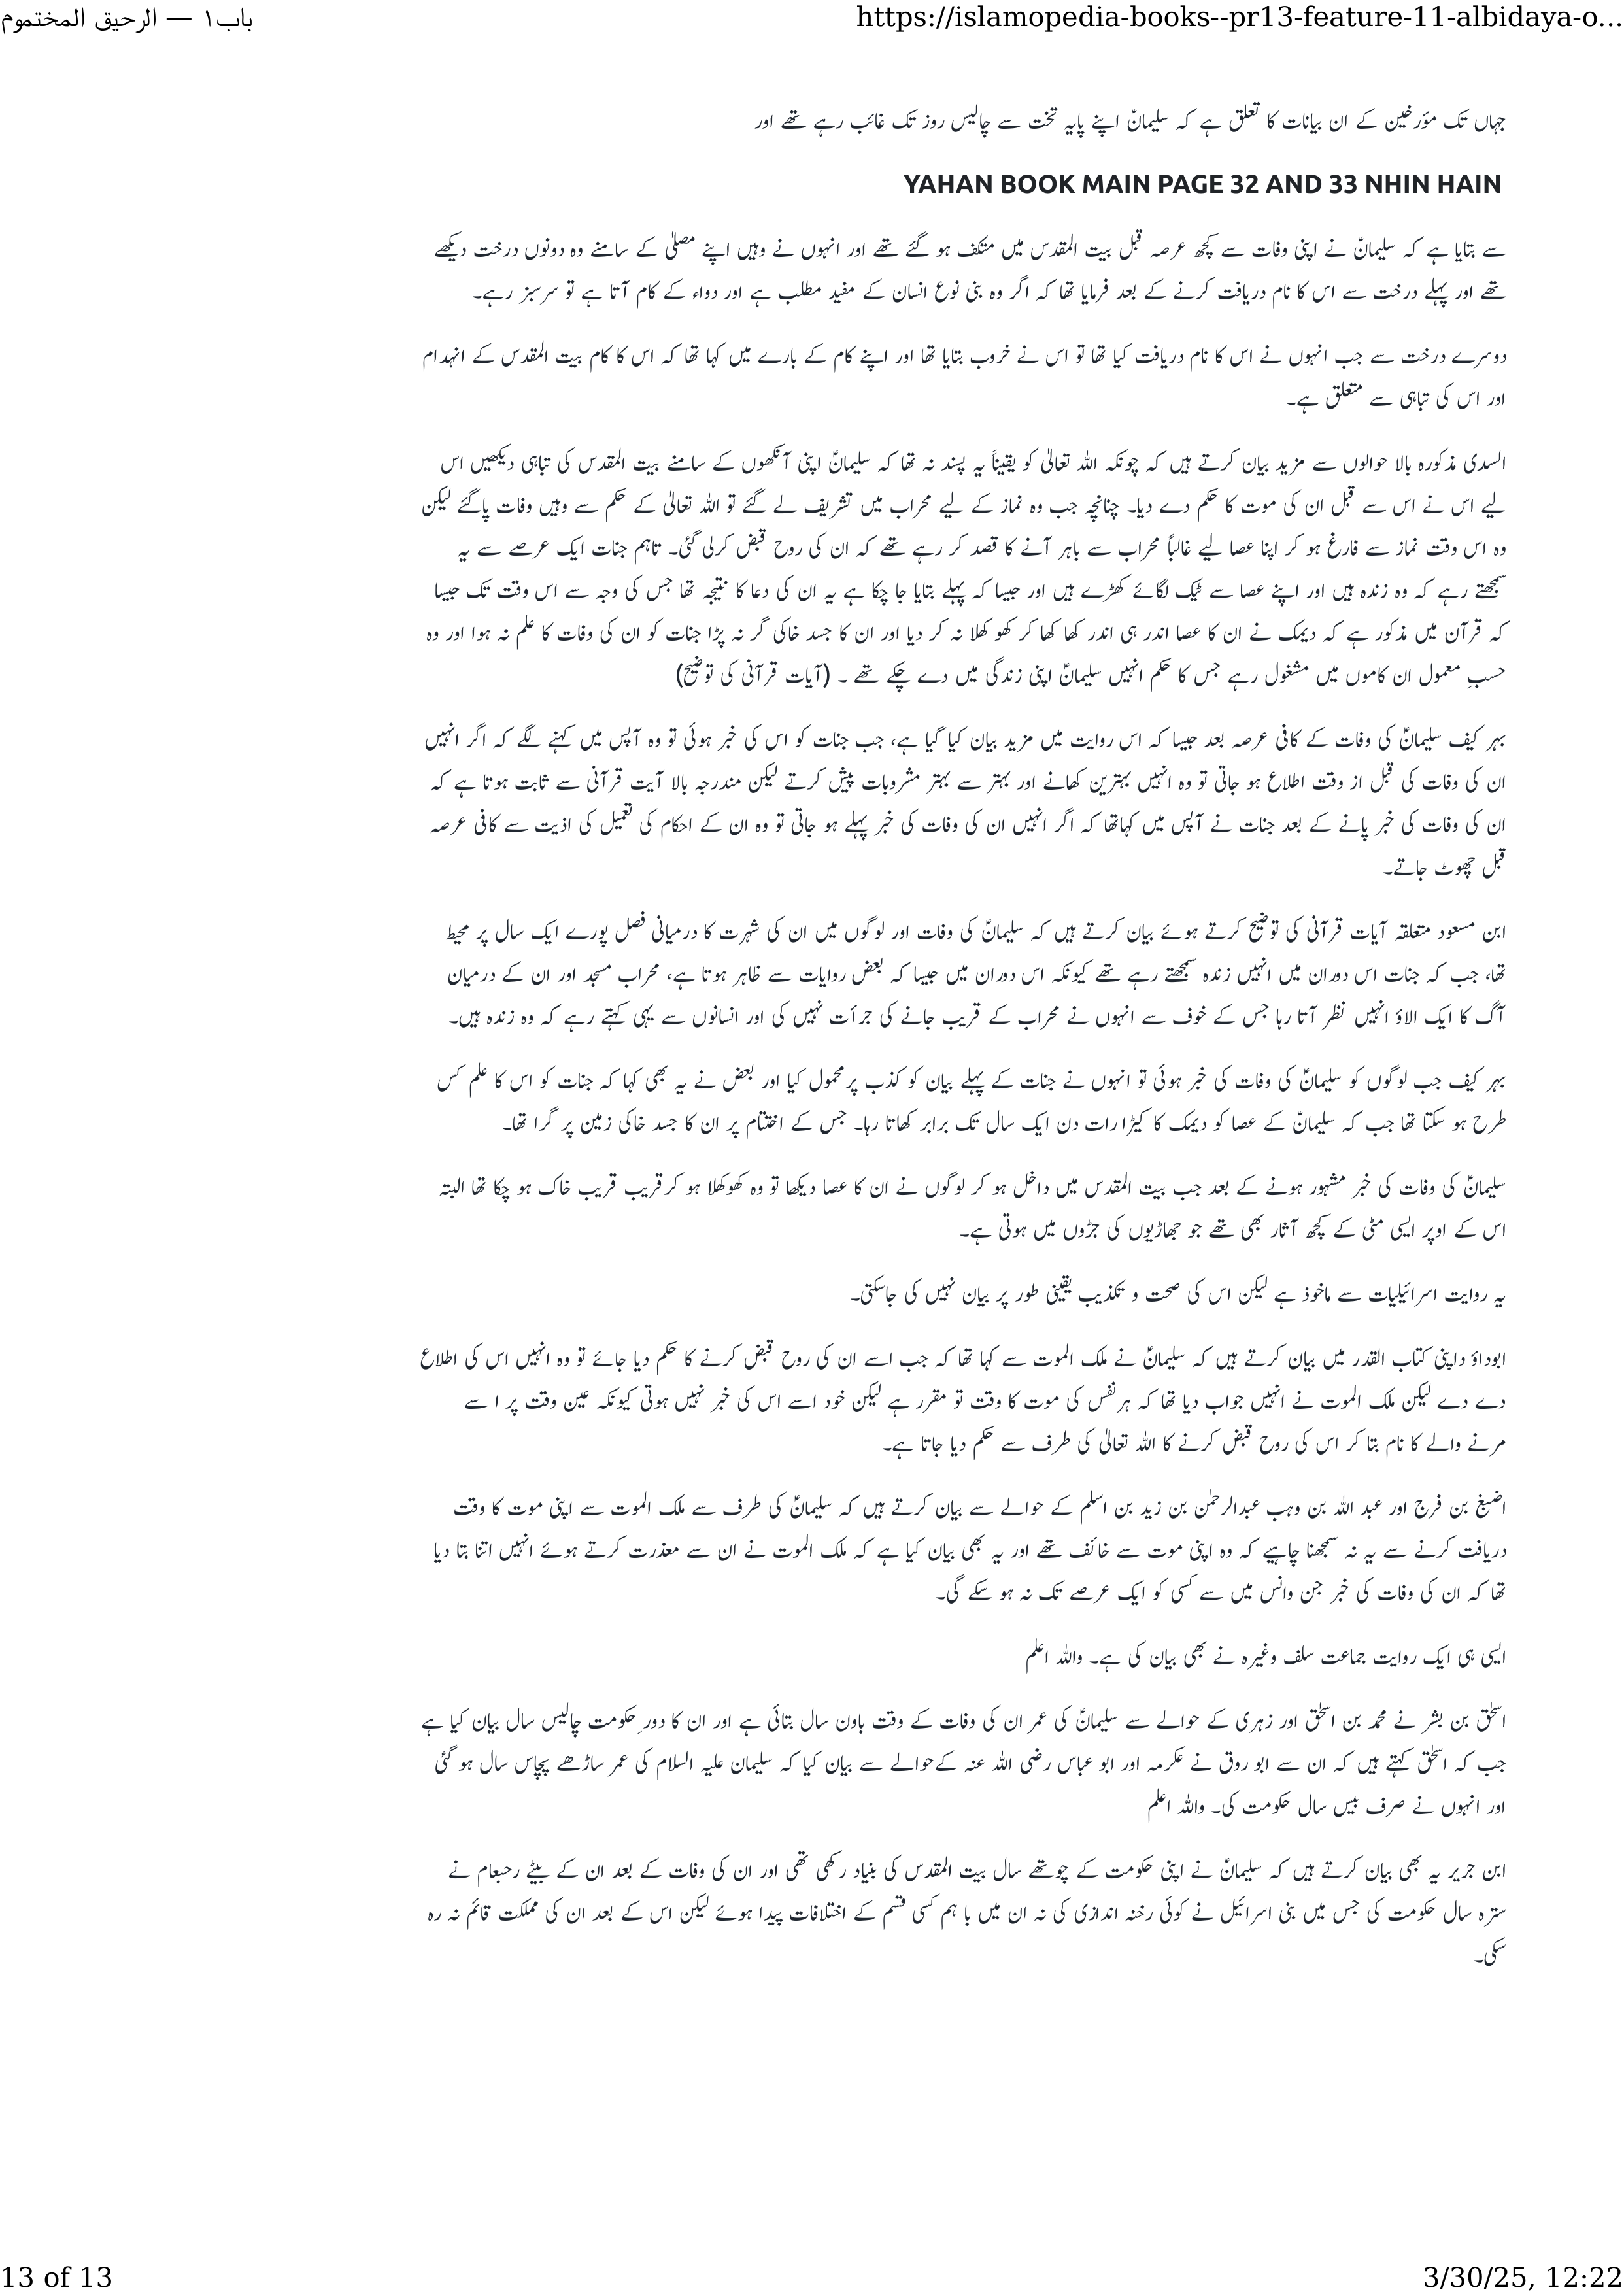 باب۱ — الرحيق المختموم
https://islamopedia-books--pr13-feature-11-albidaya-o...
جہاں تک مؤرخین کے ان بیانات کا تعلق ہے کہ سلیمانؑ اپنے پایہ تخت سے چالیس روز تک غائب رہے تھے اور
YAHAN BOOK MAIN PAGE 32 AND 33 NHIN HAIN
سے بتایا ہے کہ سلیمانؑ نے اپنی وفات سے کچھ عرصہ قبل بیت المقدس میں متکف ہو گئے تھے اور انہوں نے وہیں اپنے مصلیٰ کے سامنے وہ دونوں درخت دیکھے
تھے اور پہلے درخت سے اس کا نام دریافت کرنے کے بعد فرمایا تھا کہ اگر وہ بنی نوع انسان کے مفید مطلب ہے اور دواء کے کام آتا ہے تو سرسبز رہے۔
دوسرے درخت سے جب انہوں نے اس کا نام دریافت کیا تھا تو اس نے خروب بتایا تھا اور اپنے کام کے بارے میں کہا تھا کہ اس کا کام بیت المقدس کے انہدام
اور اس کی تباہی سے متعلق ہے۔
السدی مذکورہ بالا حوالوں سے مزید بیان کرتے ہیں کہ چونکہ اللہ تعالیٰ کو یقیناً یہ پسند نہ تھا کہ سلیمانؑ اپنی آنکھوں کے سامنے بیت المقدس کی تباہی دیکھیں اس
لیے اس نے اس سے قبل ان کی موت کا حکم دے دیا۔ چنانچہ جب وہ نماز کے لیے محراب میں تشریف لے گئے تو اللہ تعالیٰ کے حکم سے وہیں وفات پاگئے لیکن
وہ اس وقت نماز سے فارغ ہو کر اپنا عصا لیے غالباً محراب سے باہر آنے کا قصد کر رہے تھے کہ ان کی روح قبض کرلی گئی۔ تاہم جنات ایک عرصے سے یہ
سمجھتے رہے کہ وہ زندہ ہیں اور اپنے عصا سے ٹیک لگائے کھڑے ہیں اور جیسا کہ پہلے بتایا جا چکا ہے یہ ان کی دعا کا نتیجہ تھا جس کی وجہ سے اس وقت تک جیسا
کہ قرآن میں مذکور ہے کہ دیمک نے ان کا عصا اندر ہی اندر کھا کھا کر کھو کھلا نہ کر دیا اور ان کا جسد خاکی گر نہ پڑا جنات کو ان کی وفات کا علم نہ ہوا اور وہ
حسبِ معمول ان کاموں میں مشغول رہے جس کا حکم انہیں سلیمانؑ اپنی زندگی میں دے چکے تھے ۔ (آیات قرآنی کی توضیح)
بہر کیف سلیمانؑ کی وفات کے کافی عرصہ بعد جیسا کہ اس روایت میں مزید بیان کیا گیا ہے، جب جنات کو اس کی خبر ہوئی تو وہ آپس میں کہنے لگے کہ اگر انہیں
ان کی وفات کی قبل از وقت اطلاع ہو جاتی تو وہ انہیں بہترین کھانے اور بہتر سے بہتر مشروبات پیش کرتے لیکن مندرجہ بالا آیت قرآنی سے ثابت ہوتا ہے کہ
ان کی وفات کی خبر پانے کے بعد جنات نے آپس میں کہاتھا کہ اگر انہیں ان کی وفات کی خبر پہلے ہو جاتی تو وہ ان کے احکام کی تعمیل کی اذیت سے کافی عرصہ
قبل چھوٹ جاتے۔
ابن مسعود متعلقہ آیات قرآنی کی توضیح کرتے ہوئے بیان کرتے ہیں کہ سلیمانؑ کی وفات اور لوگوں میں ان کی شہرت کا درمیانی فصل پورے ایک سال پر محیط
تھا، جب کہ جنات اس دوران میں انہیں زندہ سمجھتے رہے تھے کیونکہ اس دوران میں جیسا کہ بعض روایات سے ظاہر ہوتا ہے، محراب مسجد اور ان کے درمیان
آگ کا ایک الاؤ انہیں نظر آتا رہا جس کے خوف سے انہوں نے محراب کے قریب جانے کی جرأت نہیں کی اور انسانوں سے یہی کہتے رہے کہ وہ زندہ ہیں۔
بہر کیف جب لوگوں کو سلیمانؑ کی وفات کی خبر ہوئی تو انہوں نے جنات کے پہلے بیان کو کذب پر محمول کیا اور بعض نے یہ بھی کہا کہ جنات کو اس کا علم کس
طرح ہو سکتا تھا جب کہ سلیمانؑ کے عصا کو دیمک کا کیڑا رات دن ایک سال تک برابر کھاتا رہا۔ جس کے اختتام پر ان کا جسد خاکی زمین پر گرا تھا۔
سلیمانؑ کی وفات کی خبر مشہور ہونے کے بعد جب بیت المقدس میں داخل ہو کر لوگوں نے ان کا عصا دیکھا تو وہ کھوکھلا ہو کر قریب قریب خاک ہو چکا تھا البتہ
اس کے اوپر ایسی مٹی کے کچھ آثار بھی تھے جو جھاڑیوں کی جڑوں میں ہوتی ہے۔
یہ روایت اسرائیلیات سے ماخوذ ہے لیکن اس کی صحت و تکذیب یقینی طور پر بیان نہیں کی جاسکتی۔
ابوداؤ داپنی کتاب القدر میں بیان کرتے ہیں کہ سلیمانؑ نے ملک الموت سے کہا تھا کہ جب اسے ان کی روح قبض کرنے کا حکم دیا جائے تو وہ انہیں اس کی اطلاع
دے دے لیکن ملک الموت نے انہیں جواب دیا تھا کہ ہر نفس کی موت کا وقت تو مقرر ہے لیکن خود اسے اس کی خبر نہیں ہوتی کیونکہ عین وقت پر ا سے
مرنے والے کا نام بتا کر اس کی روح قبض کرنے کا اللہ تعالیٰ کی طرف سے حکم دیا جاتا ہے۔
اضبغ بن فرج اور عبد اللہ بن وہب عبدالرحمٰن بن زید بن اسلم کے حوالے سے بیان کرتے ہیں کہ سلیمانؑ کی طرف سے ملک الموت سے اپنی موت کا وقت
دریافت کرنے سے یہ نہ سمجھنا چاہیے کہ وہ اپنی موت سے خائف تھے اور یہ بھی بیان کیا ہے کہ ملک الموت نے ان سے معذرت کرتے ہوئے انہیں اتنا بتا دیا
تھا کہ ان کی وفات کی خبر جن وانس میں سے کسی کو ایک عرصے تک نہ ہو سکے گی۔
ایسی ہی ایک روایت جماعت سلف وغیرہ نے بھی بیان کی ہے۔ واللہ اعلم
اسحٰق بن بشر نے محمد بن اسحٰق اور زہری کے حوالے سے سلیمانؑ کی عمر ان کی وفات کے وقت باون سال بتائی ہے اور ان کا دورِ حکومت چالیس سال بیان کیا ہے
جب کہ اسحٰق کہتے ہیں کہ ان سے ابو روق نے عکرمہ اور ابو عباس رضی اللہ عنہ کےحوالے سے بیان کیا کہ سلیمان علیہ السلام کی عمر ساڑھے پچاس سال ہو گئی
اور انہوں نے صرف بیس سال حکومت کی۔ واللہ اعلم
ابن جریر یہ بھی بیان کرتے ہیں کہ سلیمانؑ نے اپنی حکومت کے چوتھے سال بیت المقدس کی بنیاد رکھی تھی اور ان کی وفات کے بعد ان کے بیٹے رحبعام نے
سترہ سال حکومت کی جس میں بنی اسرائیل نے کوئی رخنہ اندازی کی نہ ان میں با ہم کسی قسم کے اختلافات پیدا ہوئے لیکن اس کے بعد ان کی مملکت قائم نہ رہ
سکی۔
13 of 13
3/30/25, 12:22